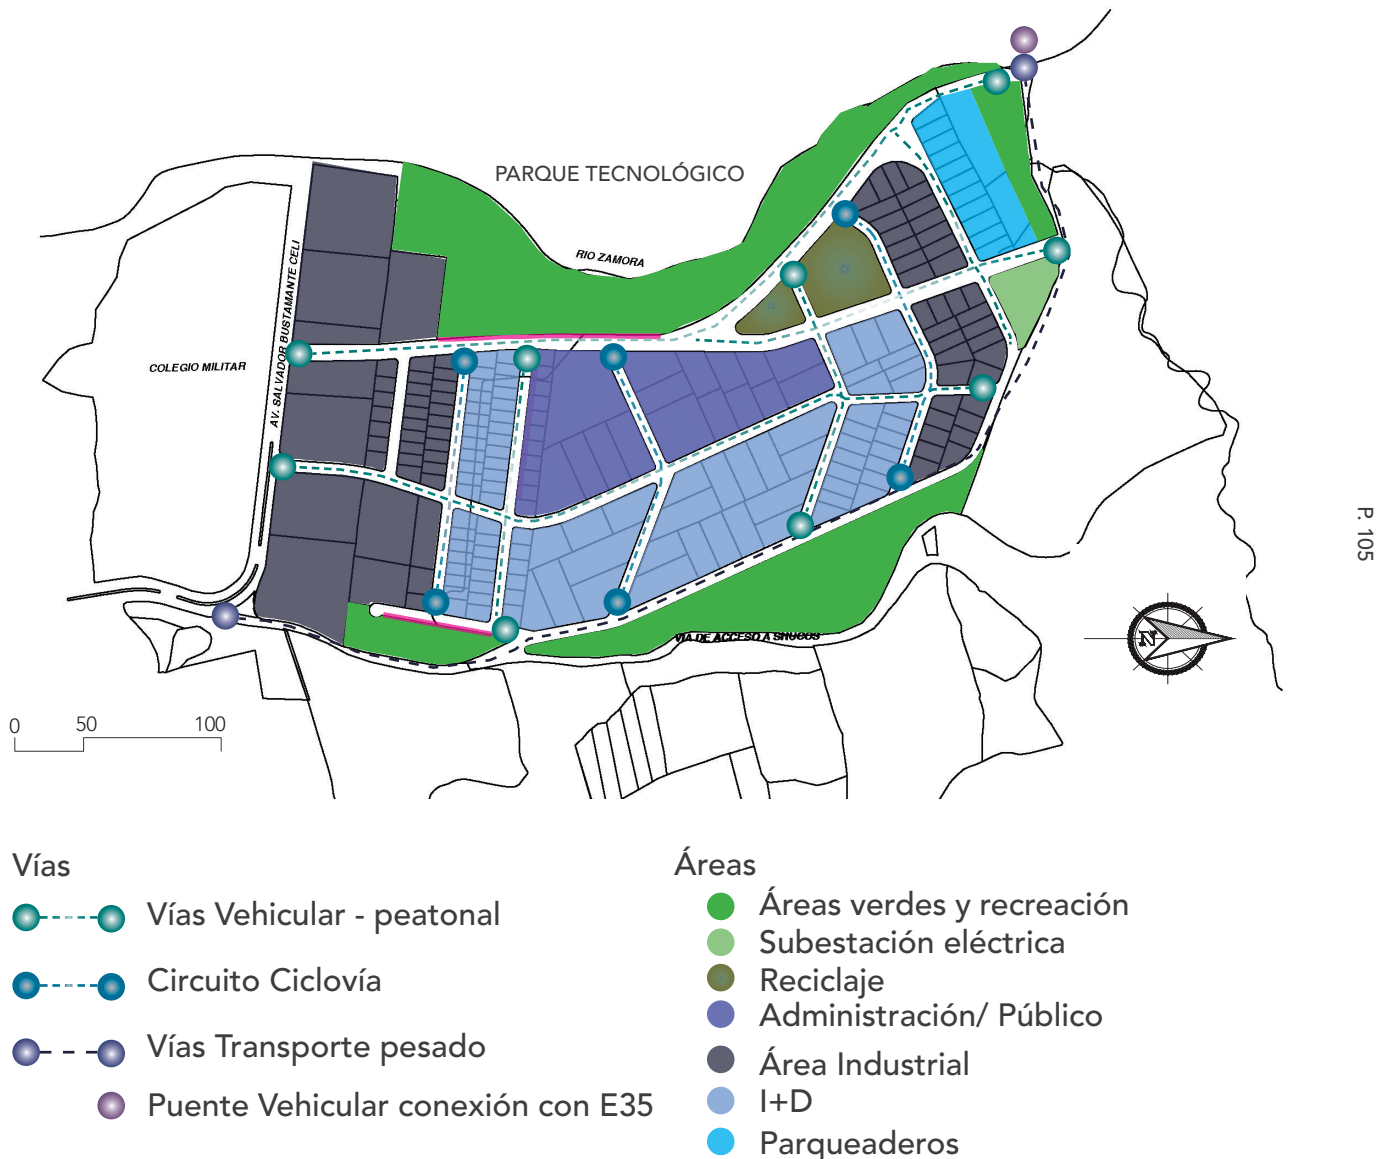 PARQUE TECNOLÓGICO
RIO ZAMORA
AV. SALVADOR BUSTAMANTE CELI
COLEGIO MILITAR
P. 105
VIA DE ACCESO A SHUCOS
N
0 50 100
Vías
Vías Vehicular - peatonal
Circuito Ciclovía
Vías Transporte pesado
Puente Vehicular conexión con E35
Áreas
Áreas verdes y recreación
Subestación eléctrica
Reciclaje
Administración/ Público
Área Industrial
I+D
Parqueaderos